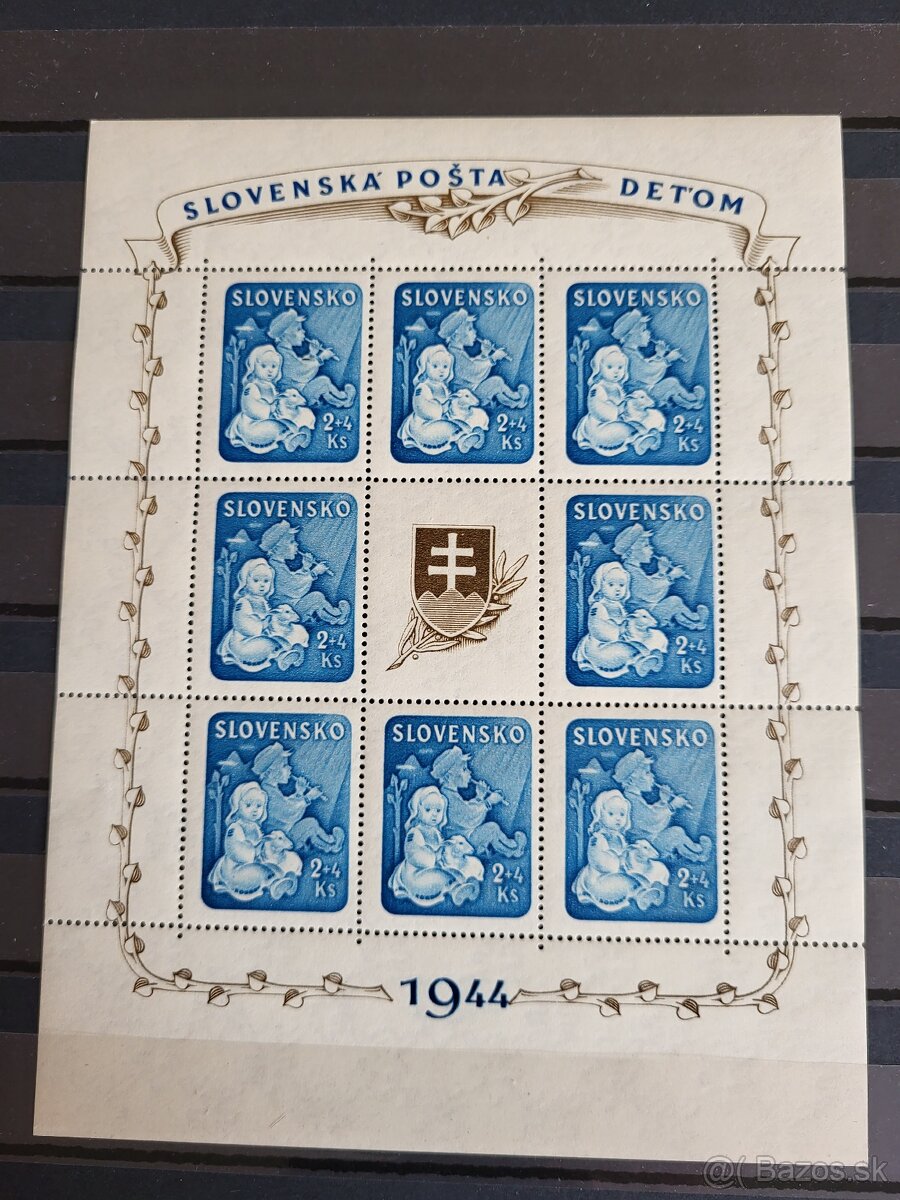 SLOVENSKÁ POŠTA DEŤOM
SLOVENSKO SLOVENSKO SLOVENSKO
2+4 2+4 2+4
Ks Ks Ks
SLOVENSKO SLOVENSKO
2+4 2+4
Ks Ks
SLOVENSKO SLOVENSKO SLOVENSKO
2+4 2+4 2+4
Ks Ks Ks
1944
@( Bazos.sk